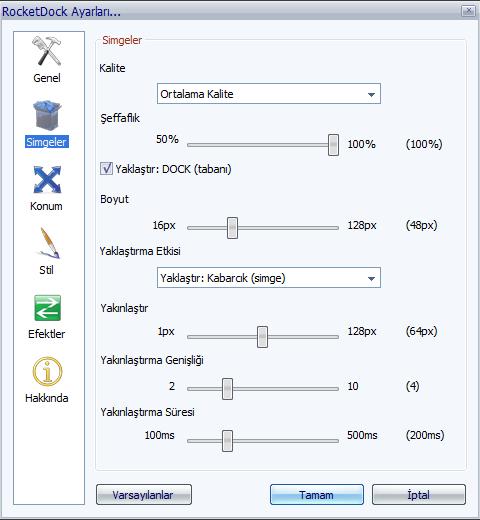 RocketDock Ayarları...
Genel
Simgeler
Konum
Stil
Efektler
Hakkında
Simgeler
Kalite
Ortalama Kalite
Şeffaflık
50% 100% (100%)
Yaklaştır: DOCK (tabanı)
Boyut
16px 128px (48px)
Yaklaştırma Etkisi
Yaklaştır: Kabarcık (simge)
Yakınlaştır
1px 128px (64px)
Yakınlaştırma Genişliği
2 10 (4)
Yakınlaştırma Süresi
100ms 500ms (200ms)
Varsayılanlar Tamam İptal